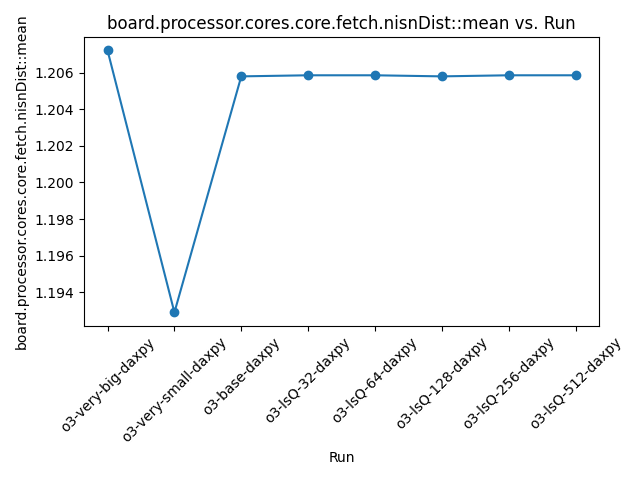 board.processor.cores.core.fetch.nisnDist::mean vs. Run
board.processor.cores.core.fetch.nisnDist::mean
1.206
1.204
1.202
1.200
1.198
1.196
1.194
o3-very-big-daxpy
o3-very-small-daxpy
o3-base-daxpy
o3-lsQ-32-daxpy
o3-lsQ-64-daxpy
o3-lsQ-128-daxpy
o3-lsQ-256-daxpy
o3-lsQ-512-daxpy
Run